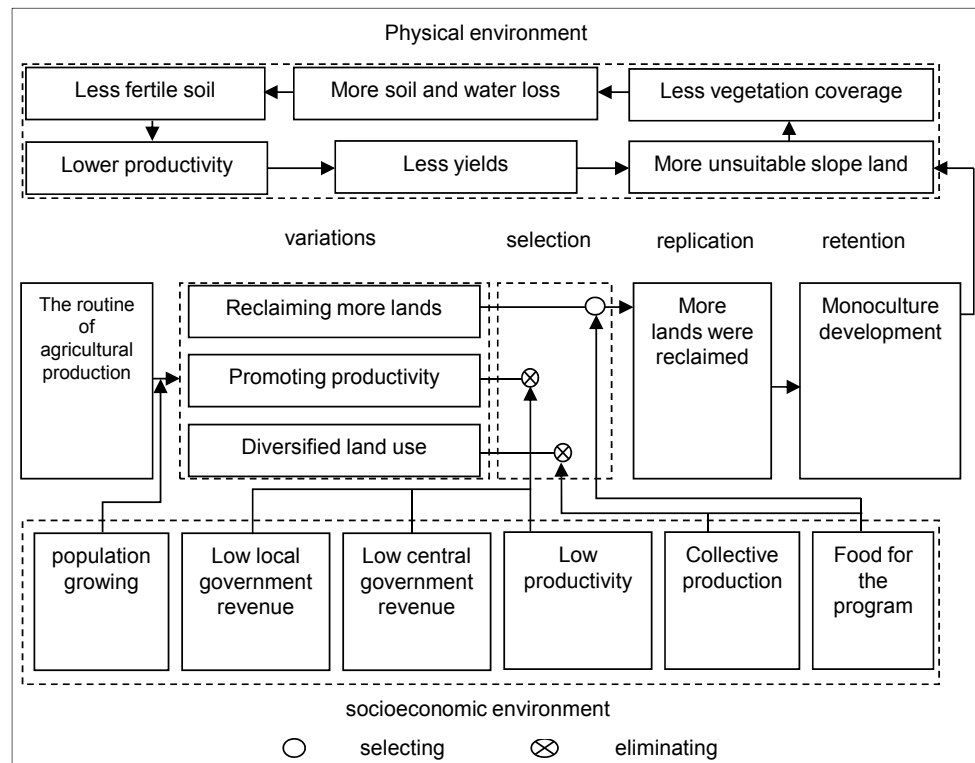 Physical environment
Less fertile soil
More soil and water loss
Less vegetation coverage
Lower productivity
Less yields
More unsuitable slope land
variations
selection
replication
retention
The routine of
agricultural
production
Reclaiming more lands
Promoting productivity
Diversified land use
More
lands were
reclaimed
Monoculture
development
population
growing
Low local
government
revenue
Low central
government
revenue
Low
productivity
Collective
production
Food for
the
program
socioeconomic environment
selecting
eliminating